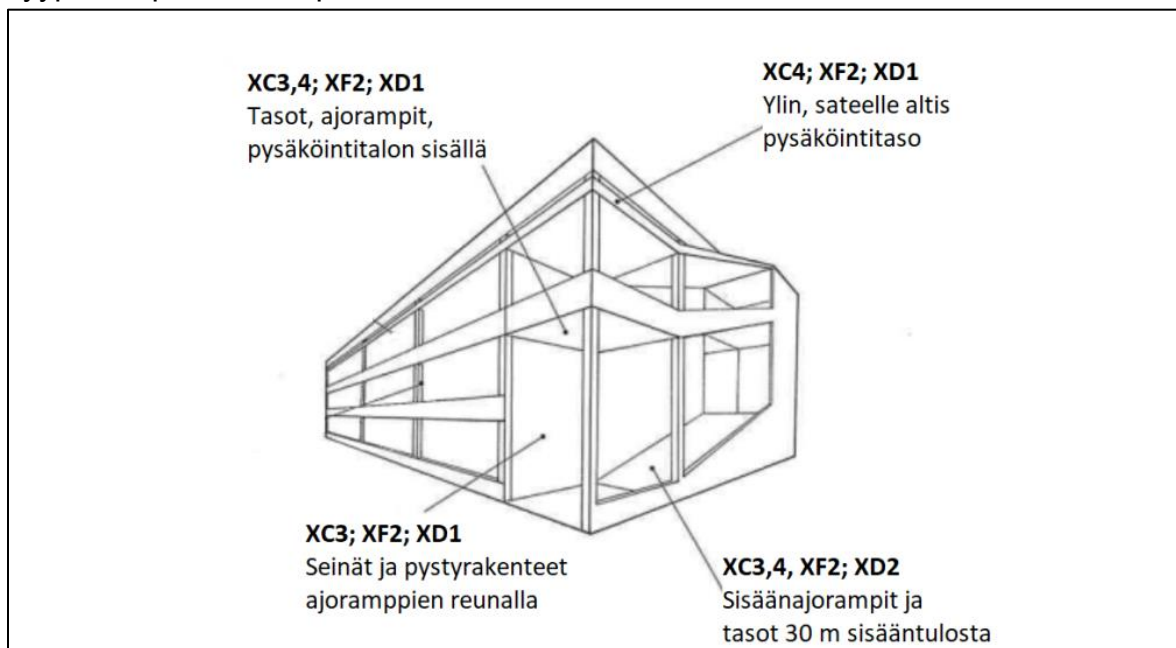 XC3,4; XF2; XD1
Tasot, ajorampit,
pysäköintitalon sisällä
XC4; XF2; XD1
Ylin, sateelle altis
pysäköintitaso
XC3; XF2; XD1
Seinät ja pystyrakenteet
ajoramppien reunalla
XC3,4, XF2; XD2
Sisäänajorampit ja
tasot 30 m sisääntulosta